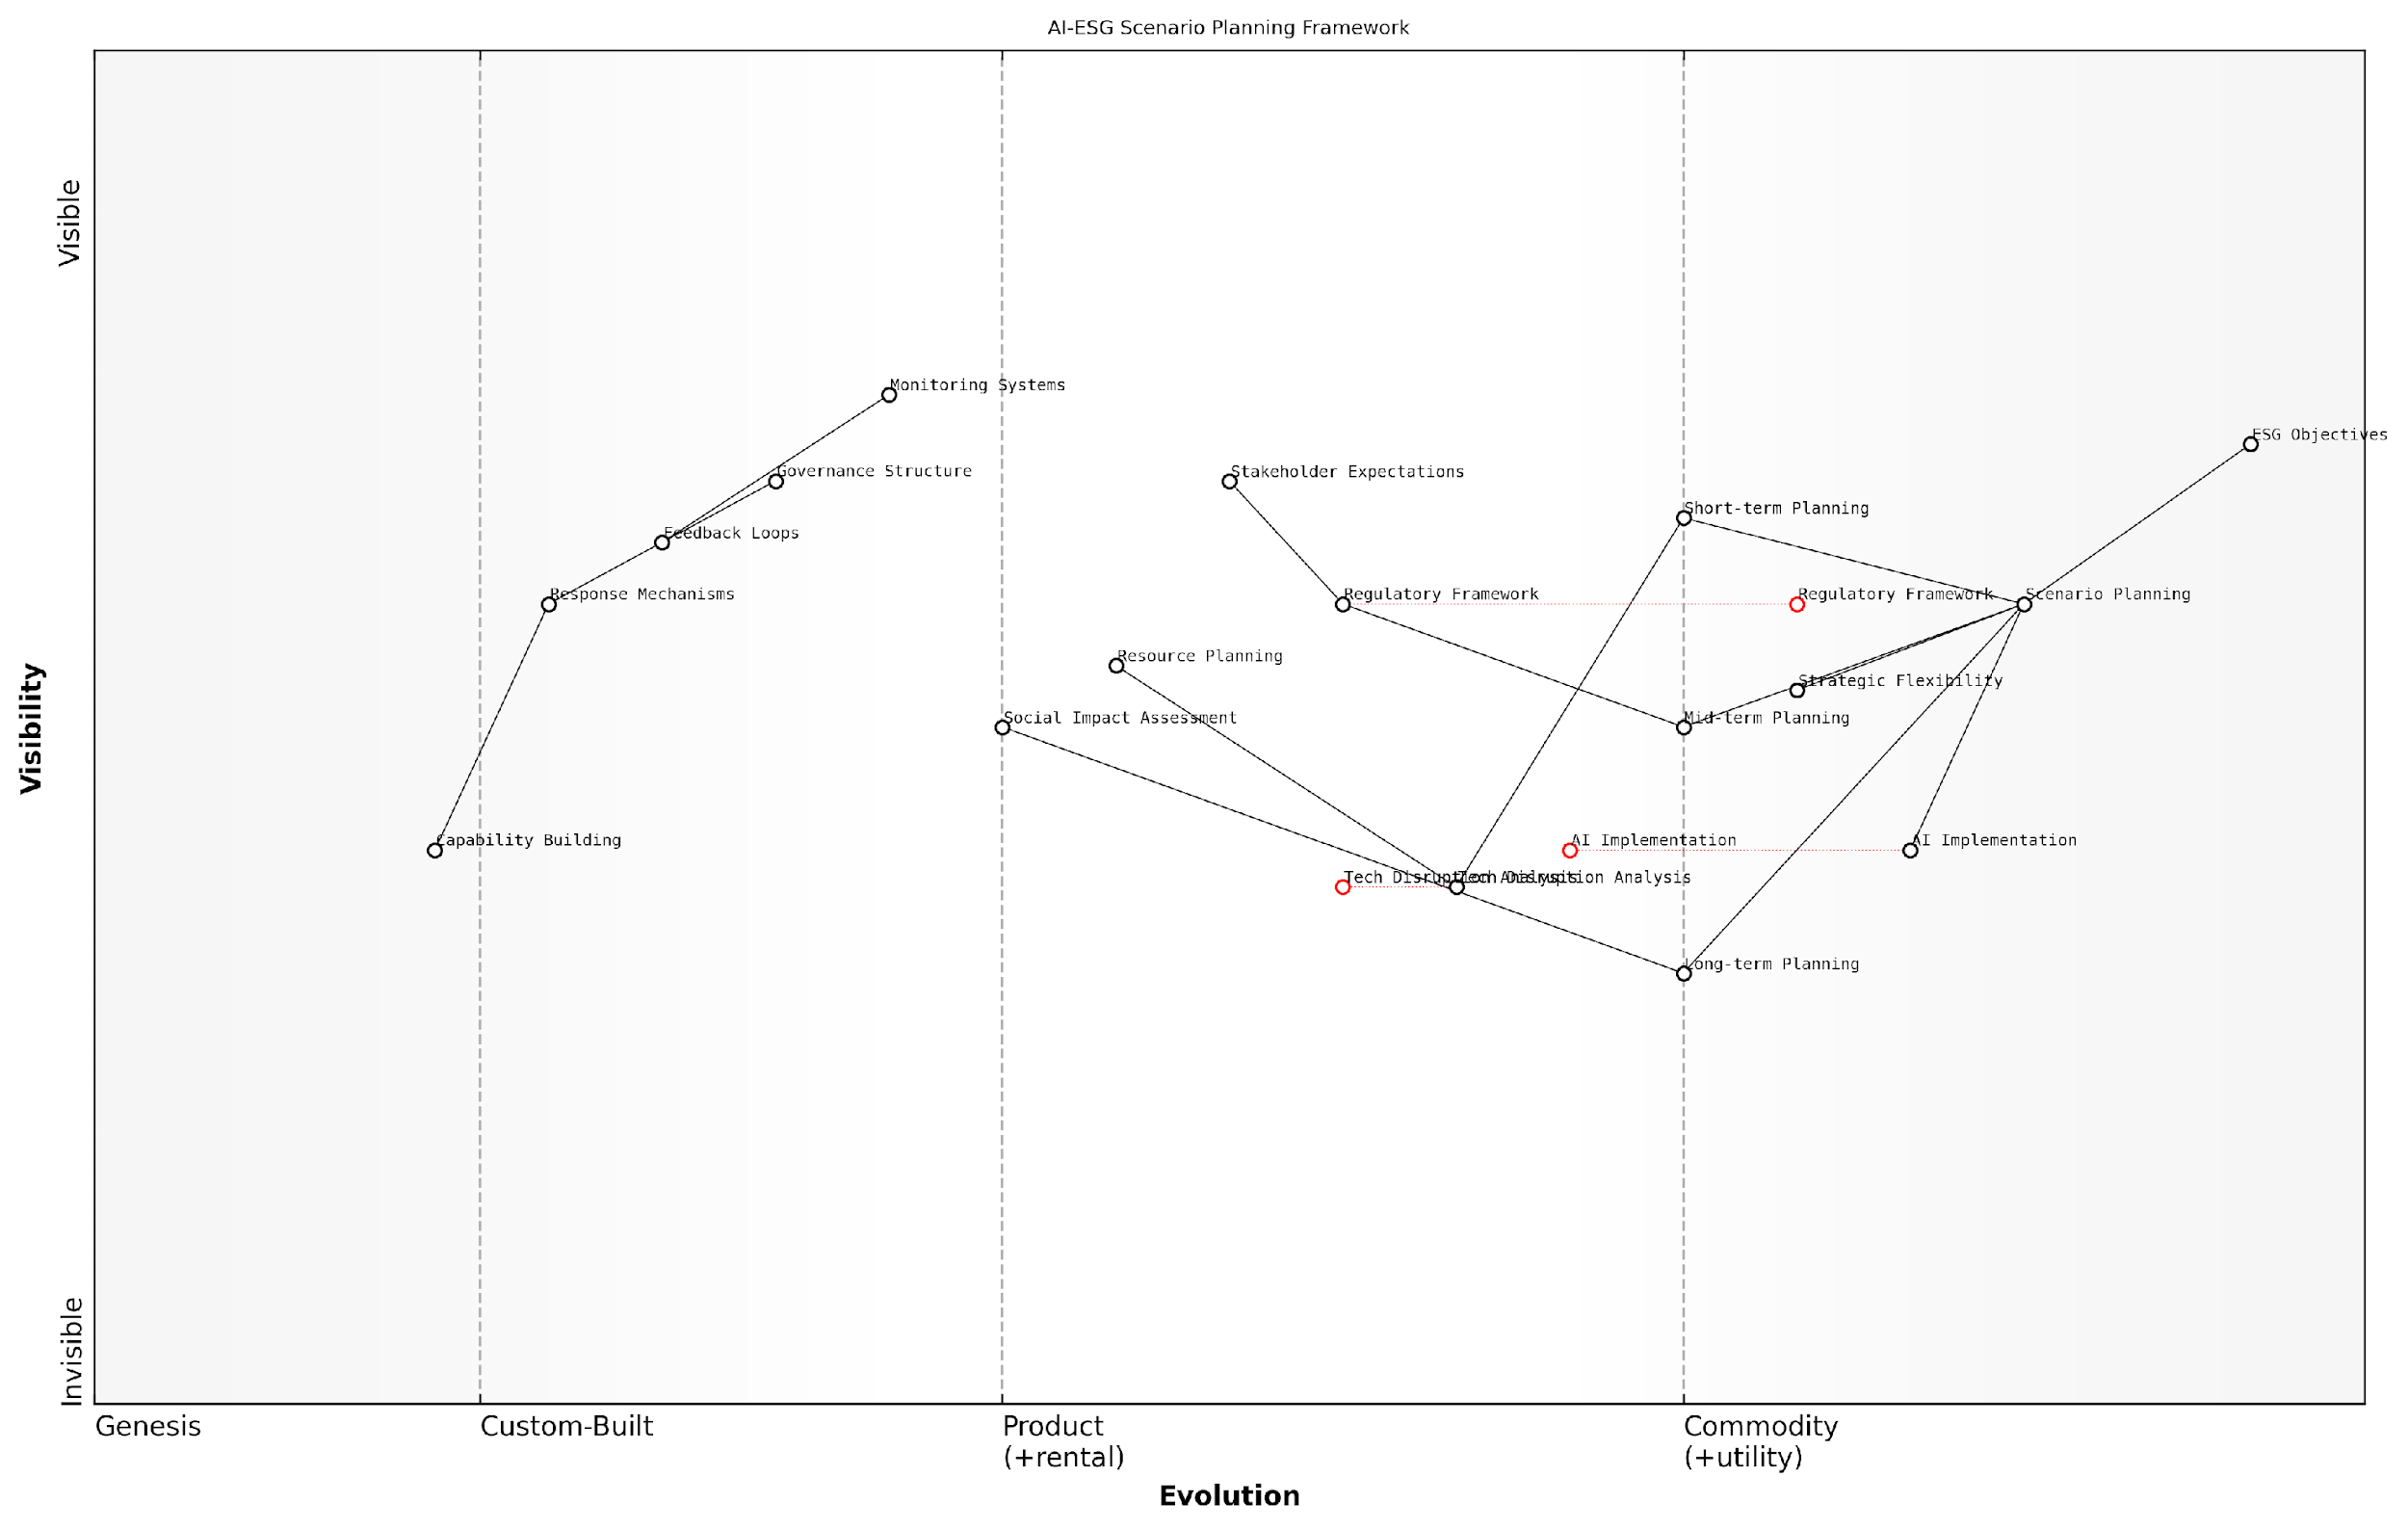 AI-ESG Scenario Planning Framework
Visible
Monitoring Systems
ESG Objectives
Governance Structure
Stakeholder Expectations
Short-term Planning
Feedback Loops
Response Mechanisms
Regulatory Framework
Regulatory Framework
Scenario Planning
Resource Planning
Strategic Flexibility
Social Impact Assessment
Mid-term Planning
Visibility
Capability Building
AI Implementation
AI Implementation
Tech Disruption Analysis
Tech Disruption Analysis
Long-term Planning
Invisible
Genesis
Custom-Built
Product
(+rental)
Commodity
(+utility)
Evolution